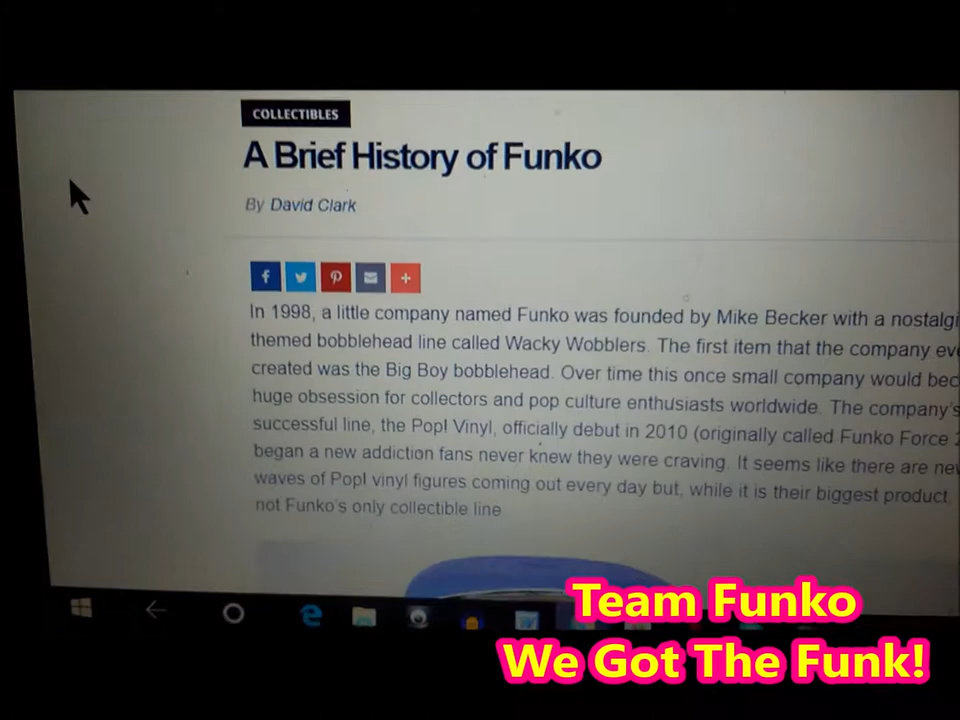 COLLECTIBLES
A Brief History of Funko
By David Clark
In 1998, a little company named Funko was founded by Mike Becker with a nostalgi
themed bobblehead line called Wacky Wobblers. The first item that the company ev
created was the Big Boy bobblehead. Over time this once small company would bec
huge obsession for collectors and pop culture enthusiasts worldwide. The company's
successful line, the Pop! Vinyl, officially debut in 2010 (originally called Funko Force 2
began a new addiction fans never knew they were craving. It seems like there are new
waves of Pop! vinyl figures coming out every day but, while it is their biggest product
not Funko's only collectible line
Team Funko
We Got The Funk!